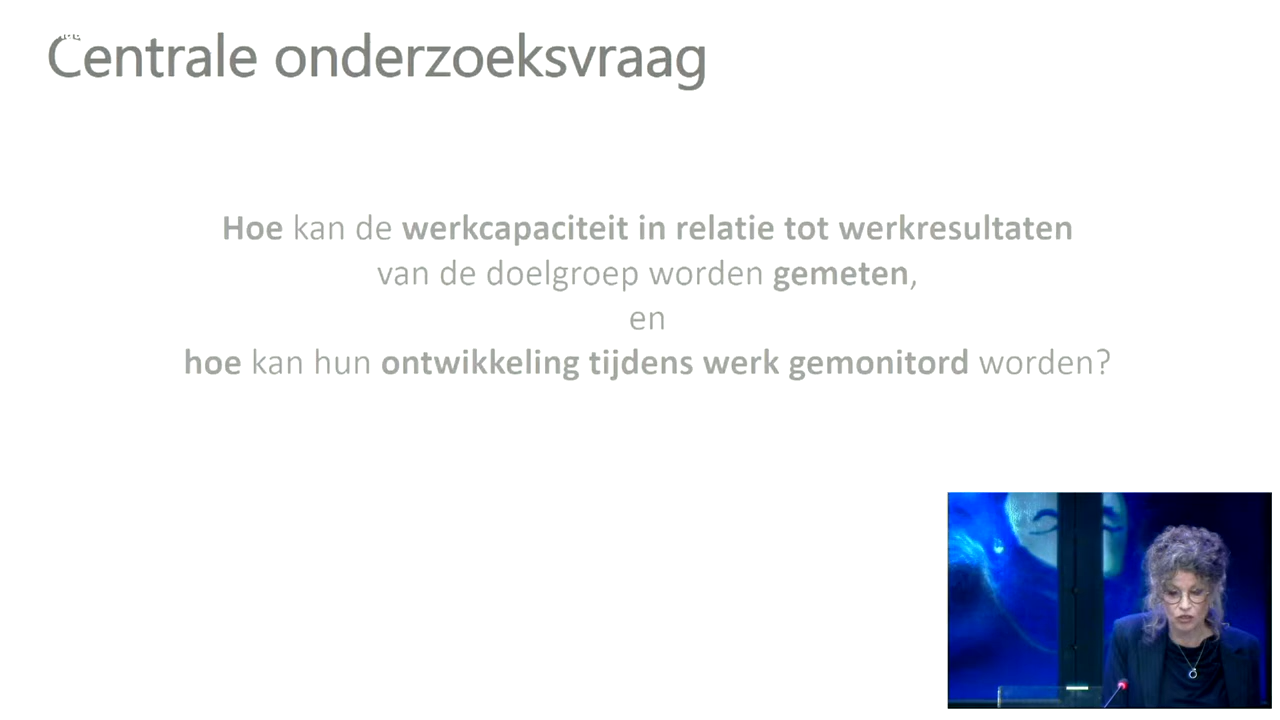 Centrale onderzoeksvraag
Hoe kan de werkcapaciteit in relatie tot werkresultaten
van de doelgroep worden gemeten,
en
hoe kan hun ontwikkeling tijdens werk gemonitord worden?